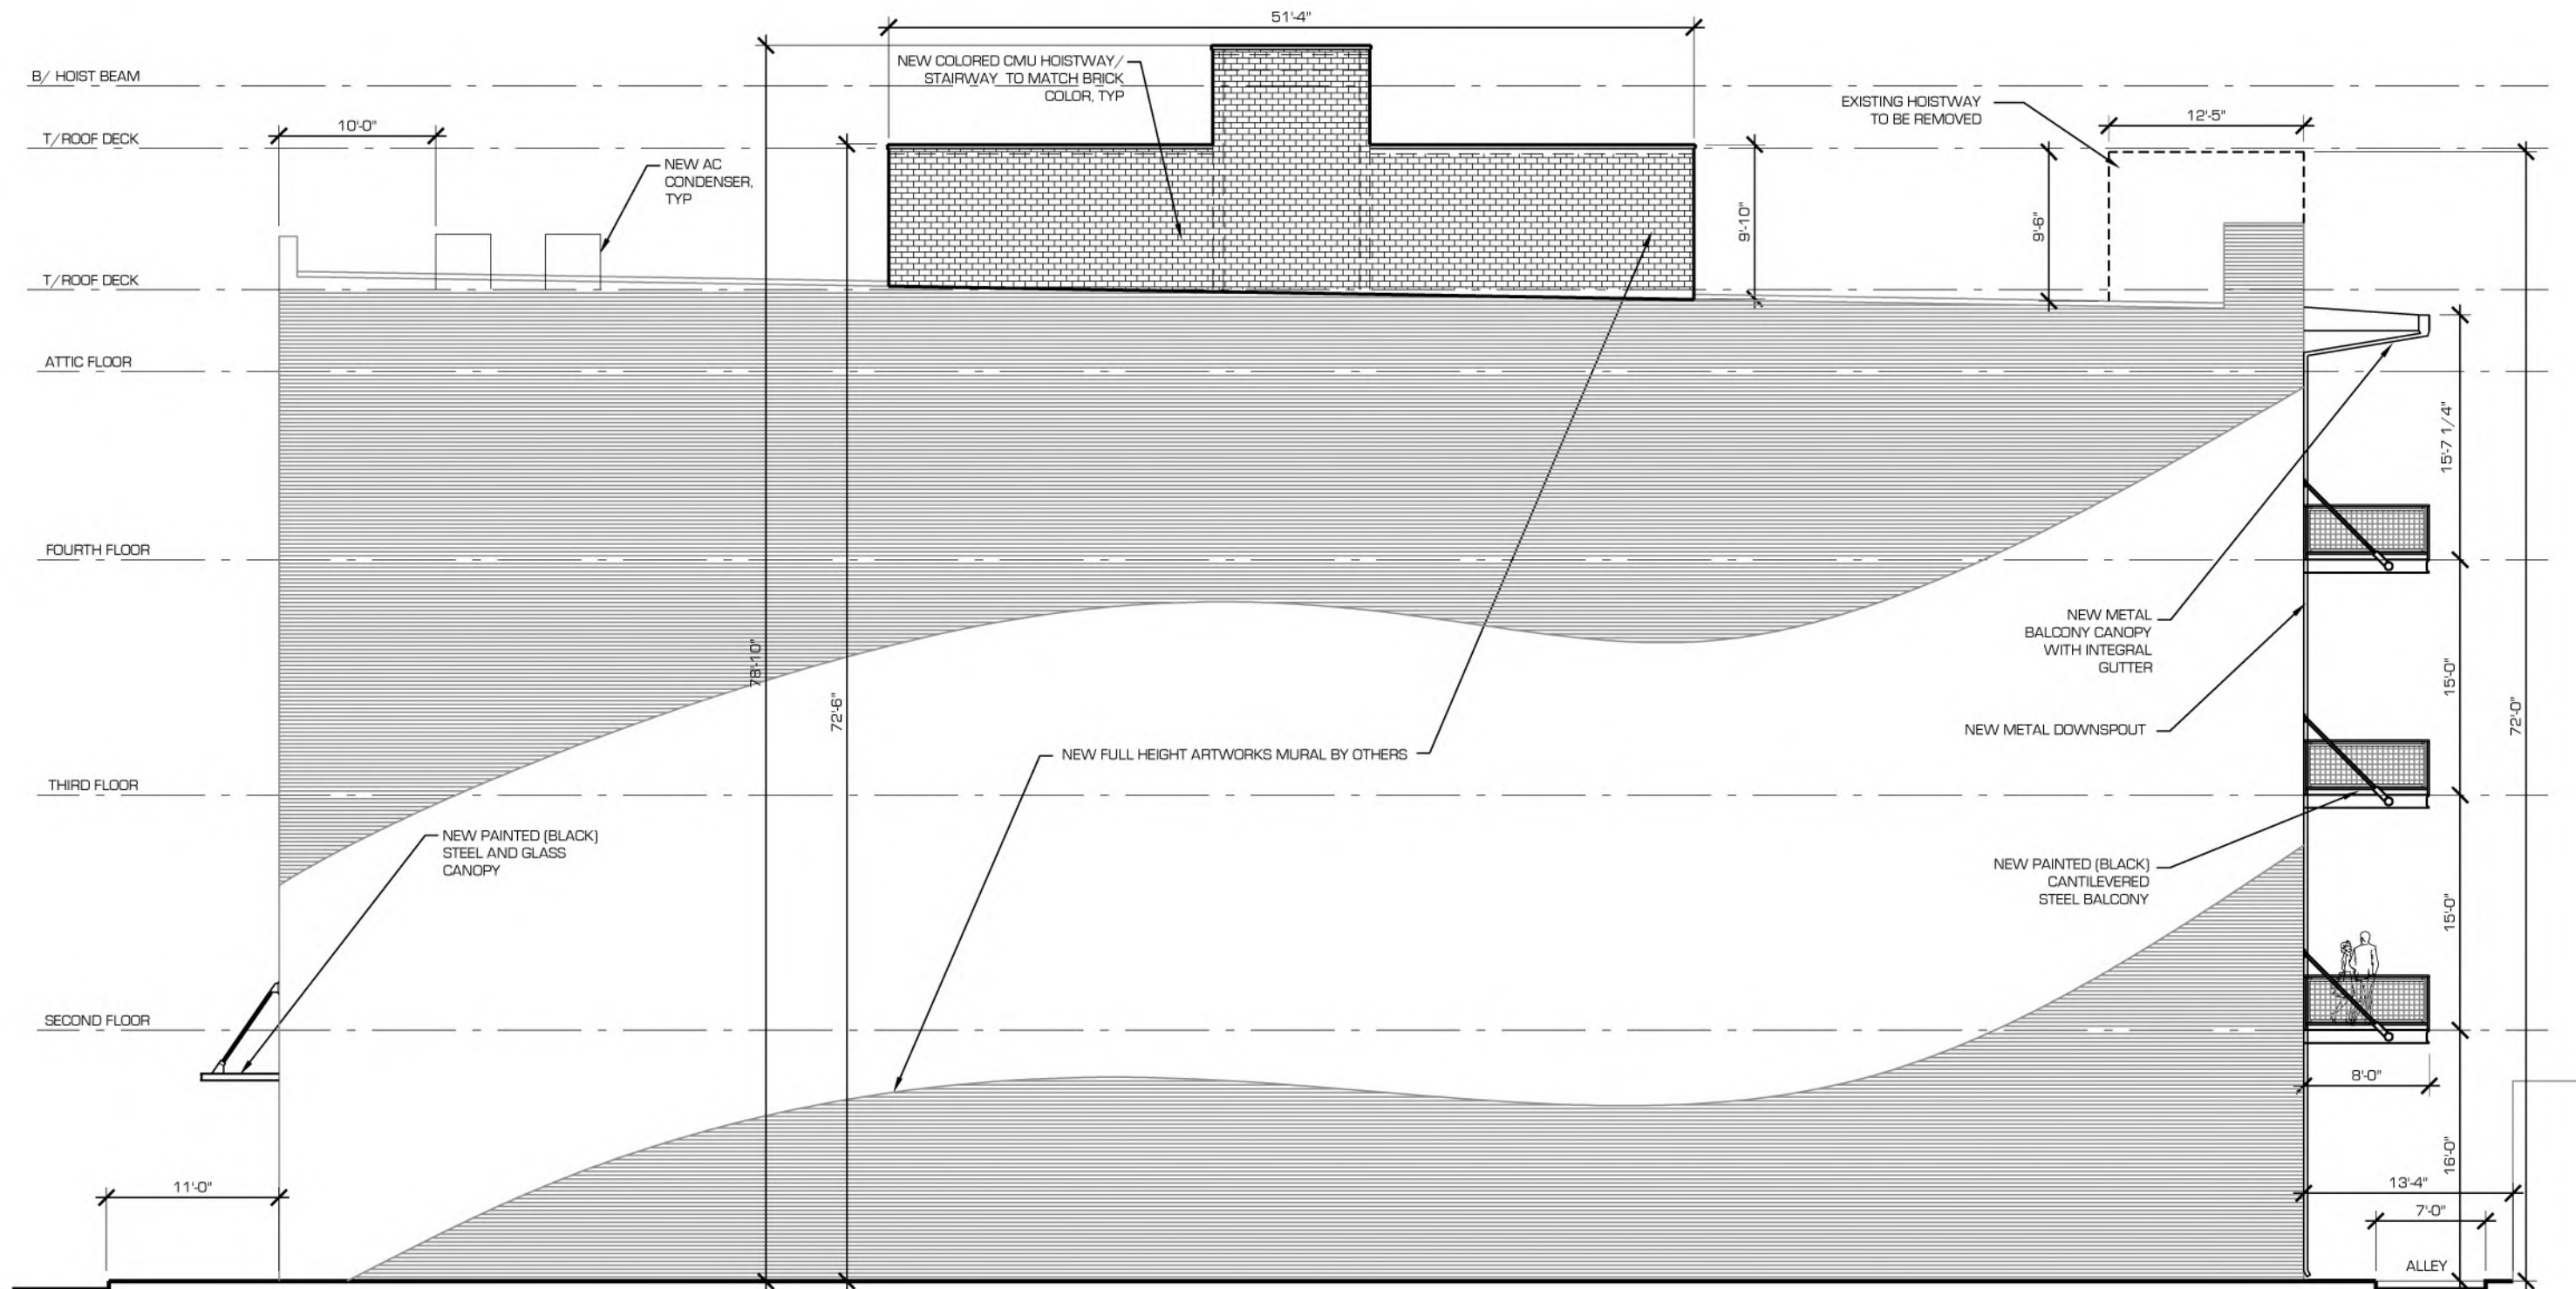 51'-4"
B/ HOIST BEAM
NEW COLORED CMU HOISTWAY/
STAIRWAY TO MATCH BRICK
COLOR, TYP
EXISTING HOISTWAY
TO BE REMOVED
12'-5"
10'-0"
T/ROOF DECK
NEW AC
CONDENSER,
TYP
9'-10"
9'-6"
T/ROOF DECK
ATTIC FLOOR
15'-7 1/4"
FOURTH FLOOR
NEW METAL
BALCONY CANOPY
WITH INTEGRAL
GUTTER
78'-10"
72'-6"
15'-0"
72'-0"
NEW METAL DOWNSPOUT
NEW FULL HEIGHT ARTWORKS MURAL BY OTHERS
THIRD FLOOR
NEW PAINTED (BLACK)
STEEL AND GLASS
CANOPY
NEW PAINTED (BLACK)
CANTILEVERED
STEEL BALCONY
15'-0"
SECOND FLOOR
8'-0"
16'-0"
11'-0"
13'-4"
7'-0"
ALLEY